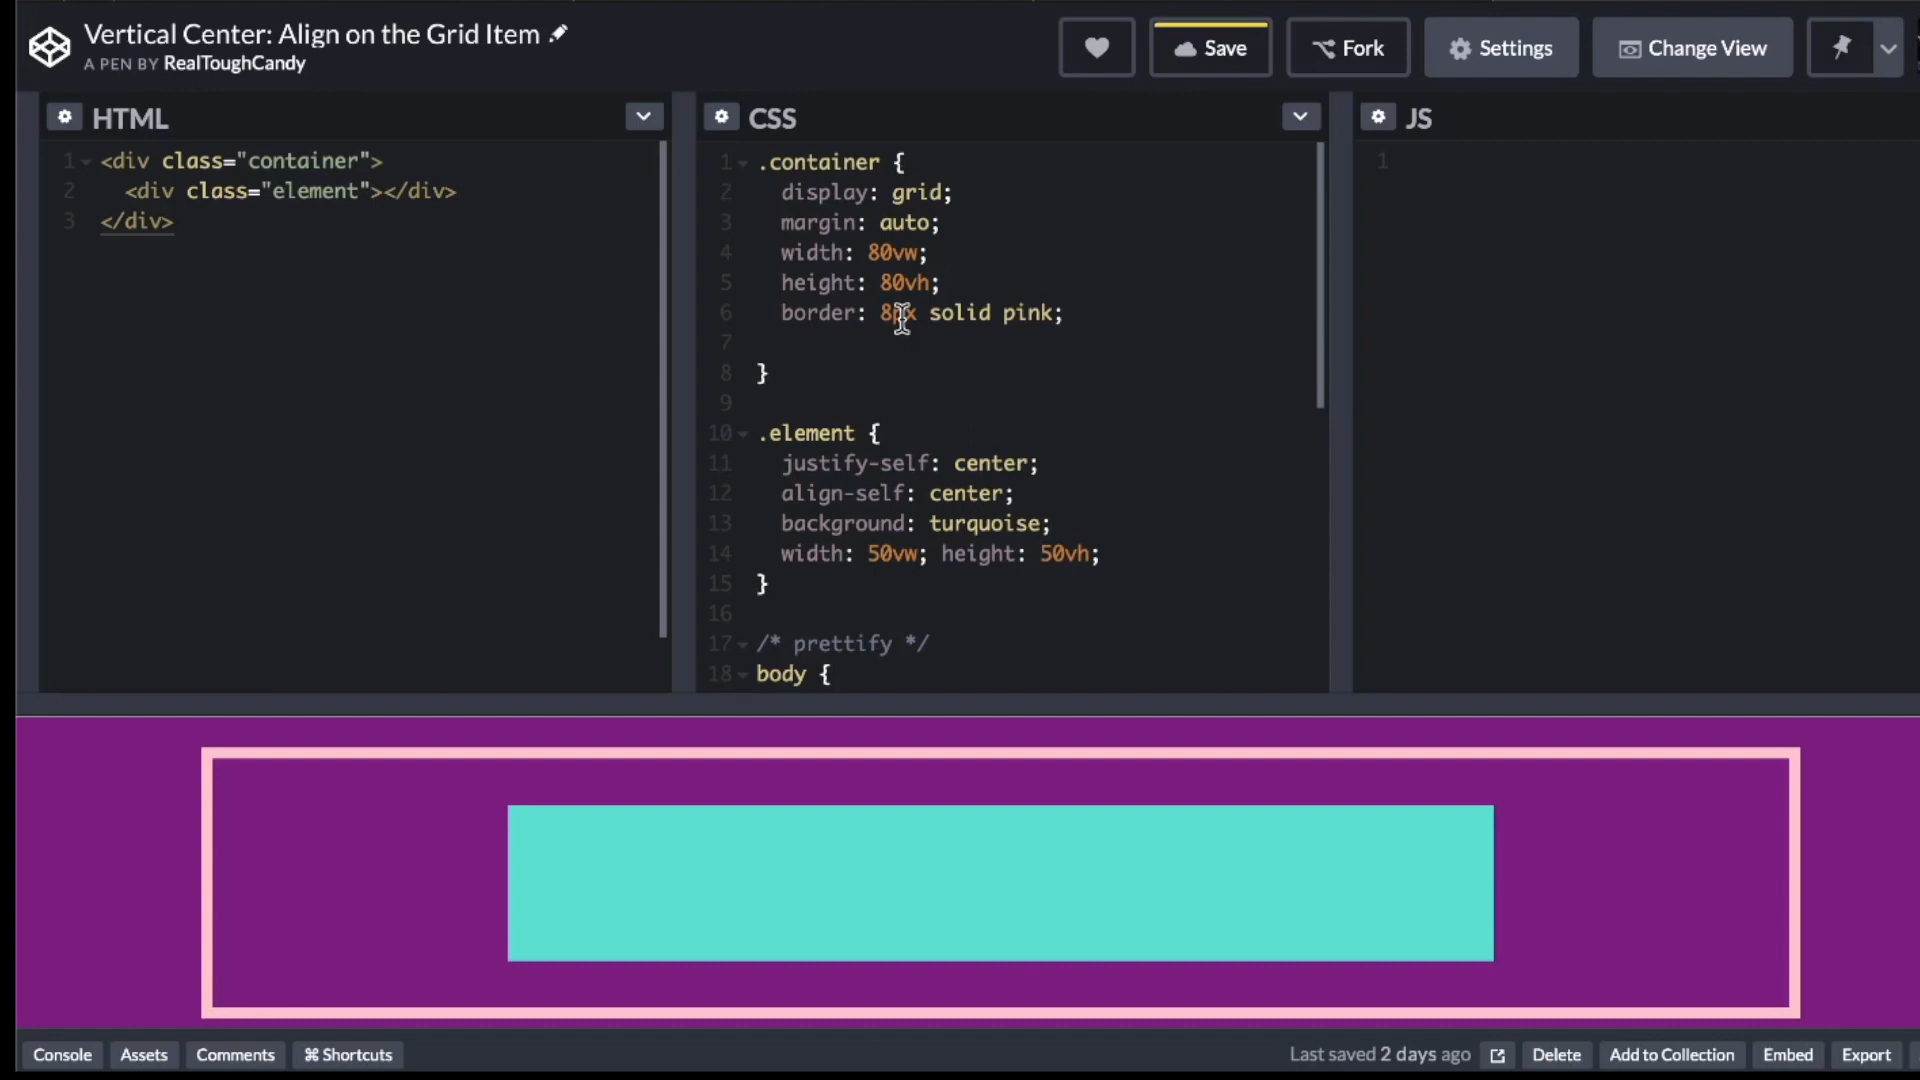 Vertical Center: Align on the Grid Item
A PEN BY RealToughCandy
Save
Fork
Settings
Change View
HTML
1 <div class="container">
2 <div class="element"></div>
3 </div>
CSS
1 .container {
2 display: grid;
3 margin: auto;
4 width: 80vw;
5 height: 80vh;
6 border: 8px solid pink;
7
8 }
9
10 .element {
11 justify-self: center;
12 align-self: center;
13 background: turquoise;
14 width: 50vw; height: 50vh;
15 }
16
17 /* prettify */
18 body {
JS
1
Console
Assets
Comments
⌘ Shortcuts
Last saved 2 days ago
Delete
Add to Collection
Embed
Export